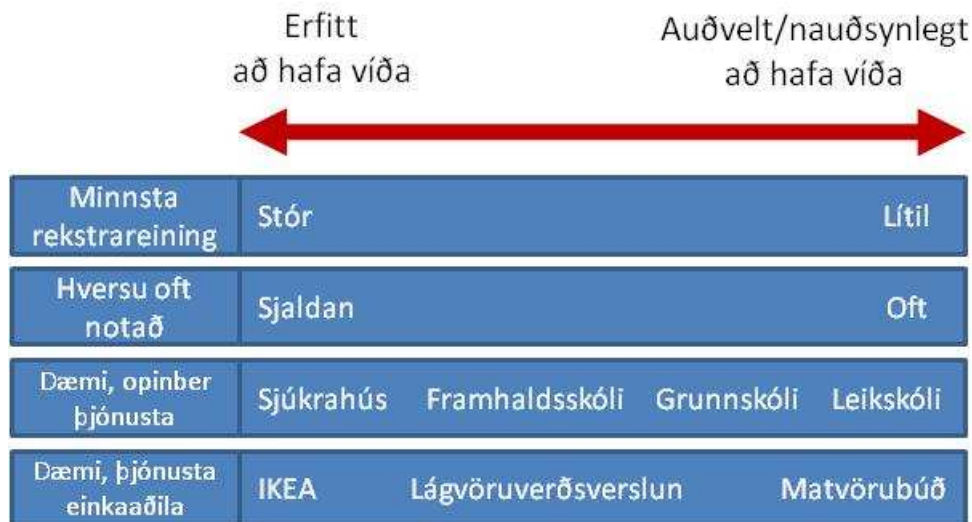 Erfitt
að hafa víða
Auðvelt/nauðsynlegt
að hafa víða
Minnsta
rekstrareining
Stór
Lítil
Hversu oft
notað
Sjaldan
Oft
Dæmi, opinber
þjónusta
Sjúkrahús
Framhaldsskóli
Grunnskóli
Leikskóli
Dæmi, þjónusta
einkaaðila
IKEA
Lágvöruverðsverslun
Matvörubúð